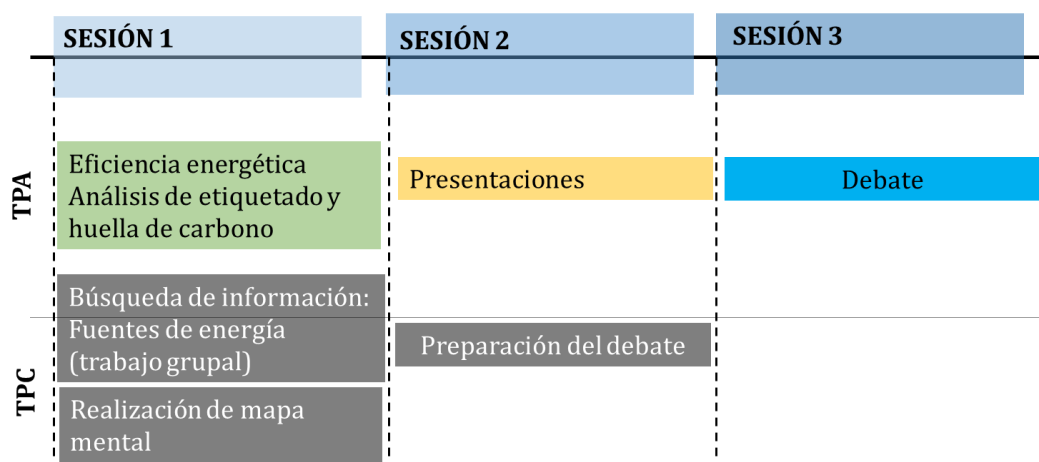 SESIÓN 1
SESIÓN 2
SESIÓN 3
TPA
Eficiencia energética
Análisis de etiquetado y
huella de carbono
Presentaciones
Debate
Búsqueda de información:
Fuentes de energía
(trabajo grupal)
Preparación del debate
TPC
Realización de mapa
mental